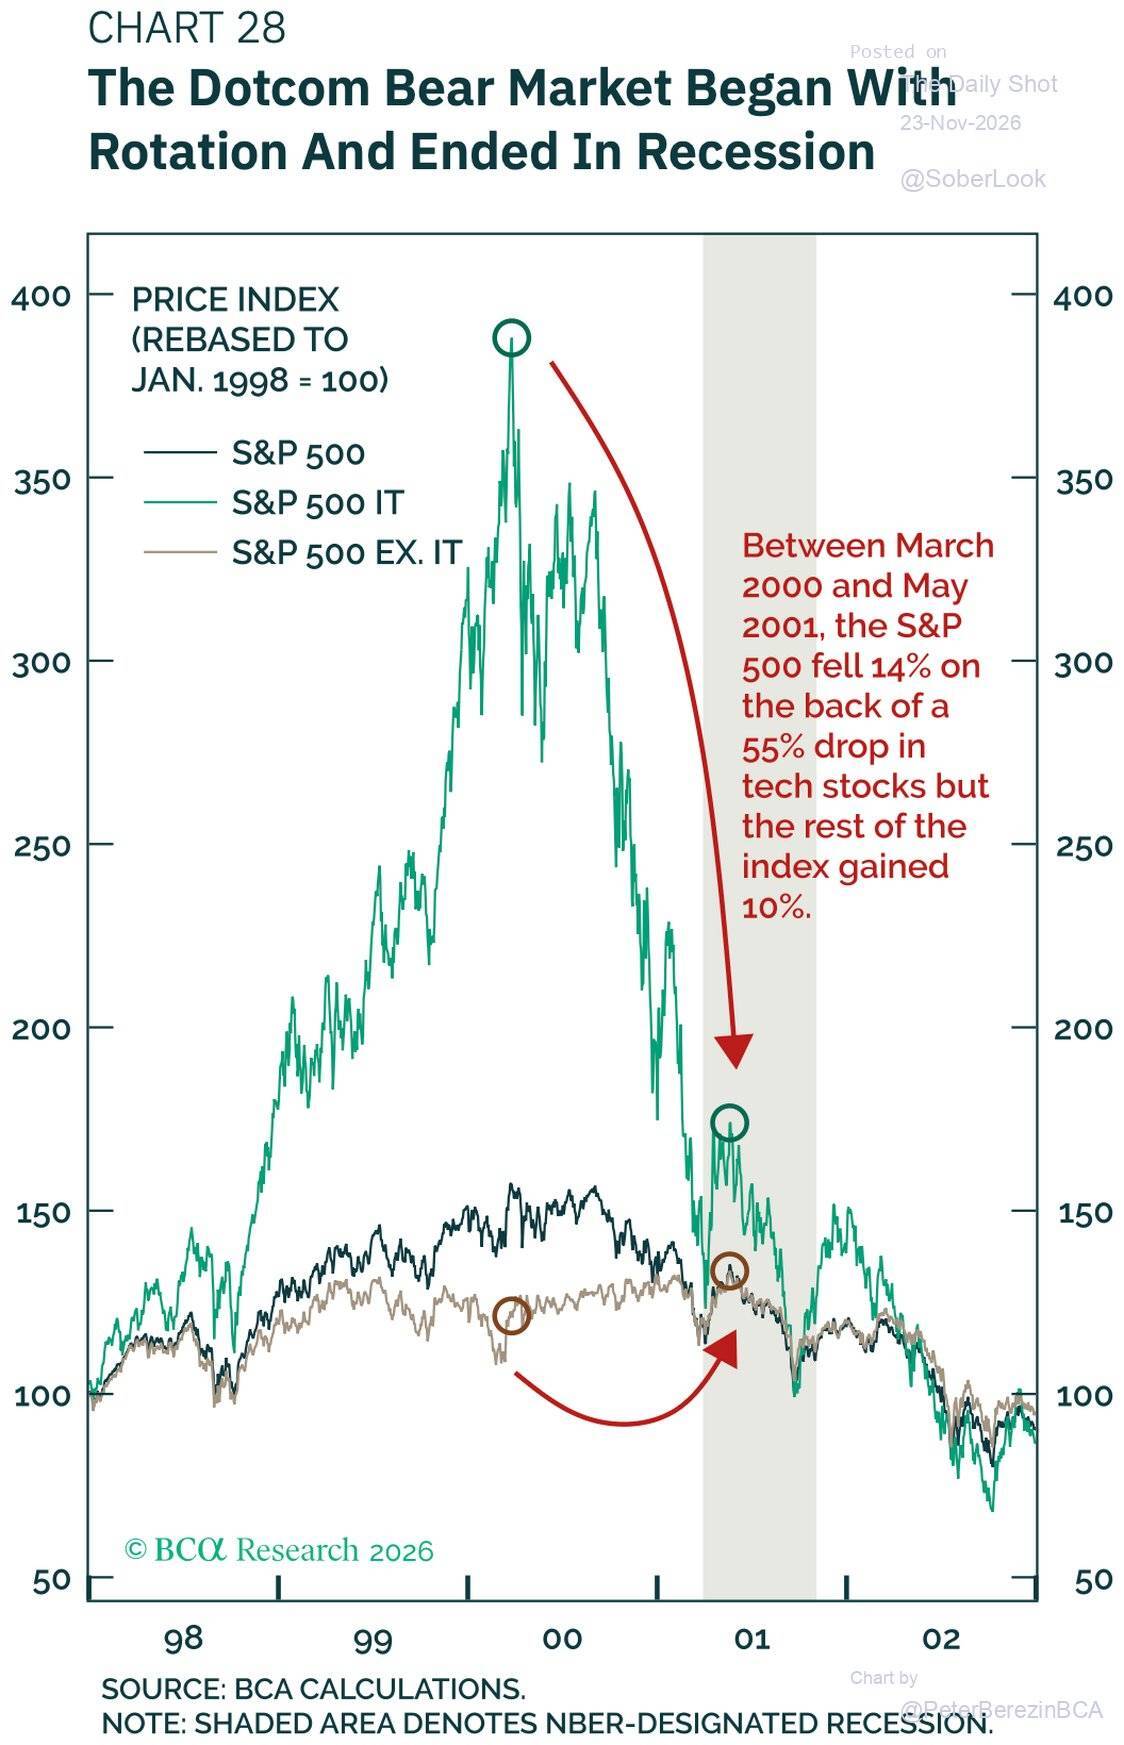 CHART 28
The Dotcom Bear Market Began With
Rotation And Ended In Recession
Posted on
The Daily Shot
23-Nov-2026
@SoberLook
PRICE INDEX
(REBASED TO
JAN. 1998 = 100)
S&P 500
S&P 500 IT
S&P 500 EX. IT
400
350
300
250
200
150
100
50
400
350
300
250
200
150
100
50
Between March
2000 and May
2001, the S&P
500 fell 14% on
the back of a
55% drop in
tech stocks but
the rest of the
index gained
10%.
© BCα Research 2026
98 99 00 01 02
SOURCE: BCA CALCULATIONS.
NOTE: SHADED AREA DENOTES NBER-DESIGNATED RECESSION.
Chart by
@PeterBerezinBCA